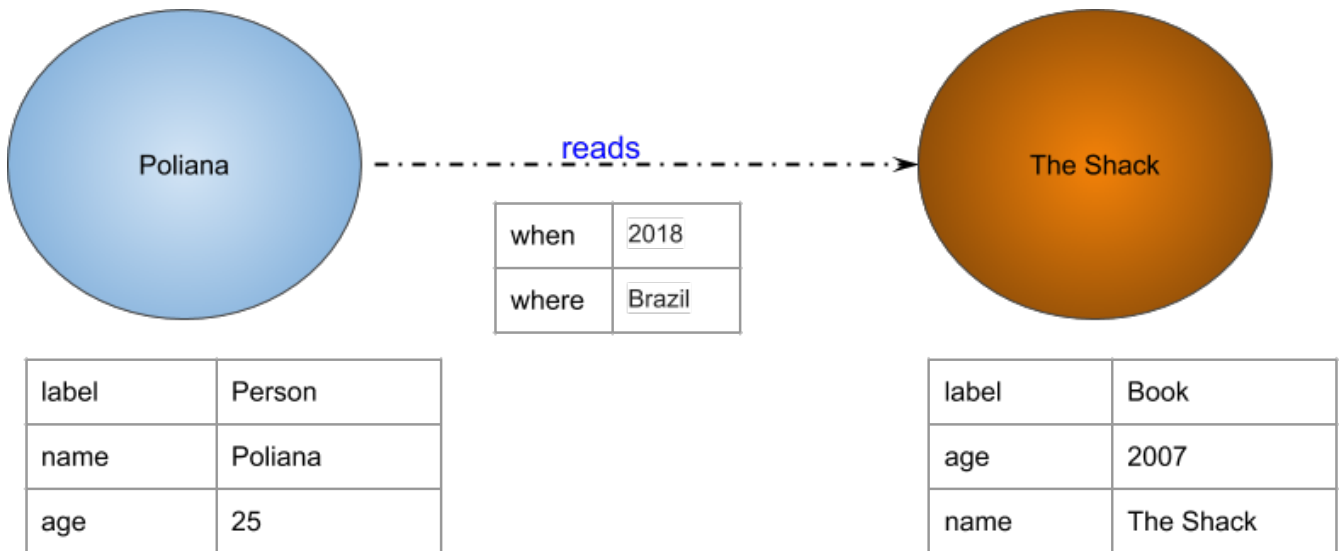 Poliana
reads
The Shack
when 2018
where Brazil
label Person
name Poliana
age 25
label Book
age 2007
name The Shack